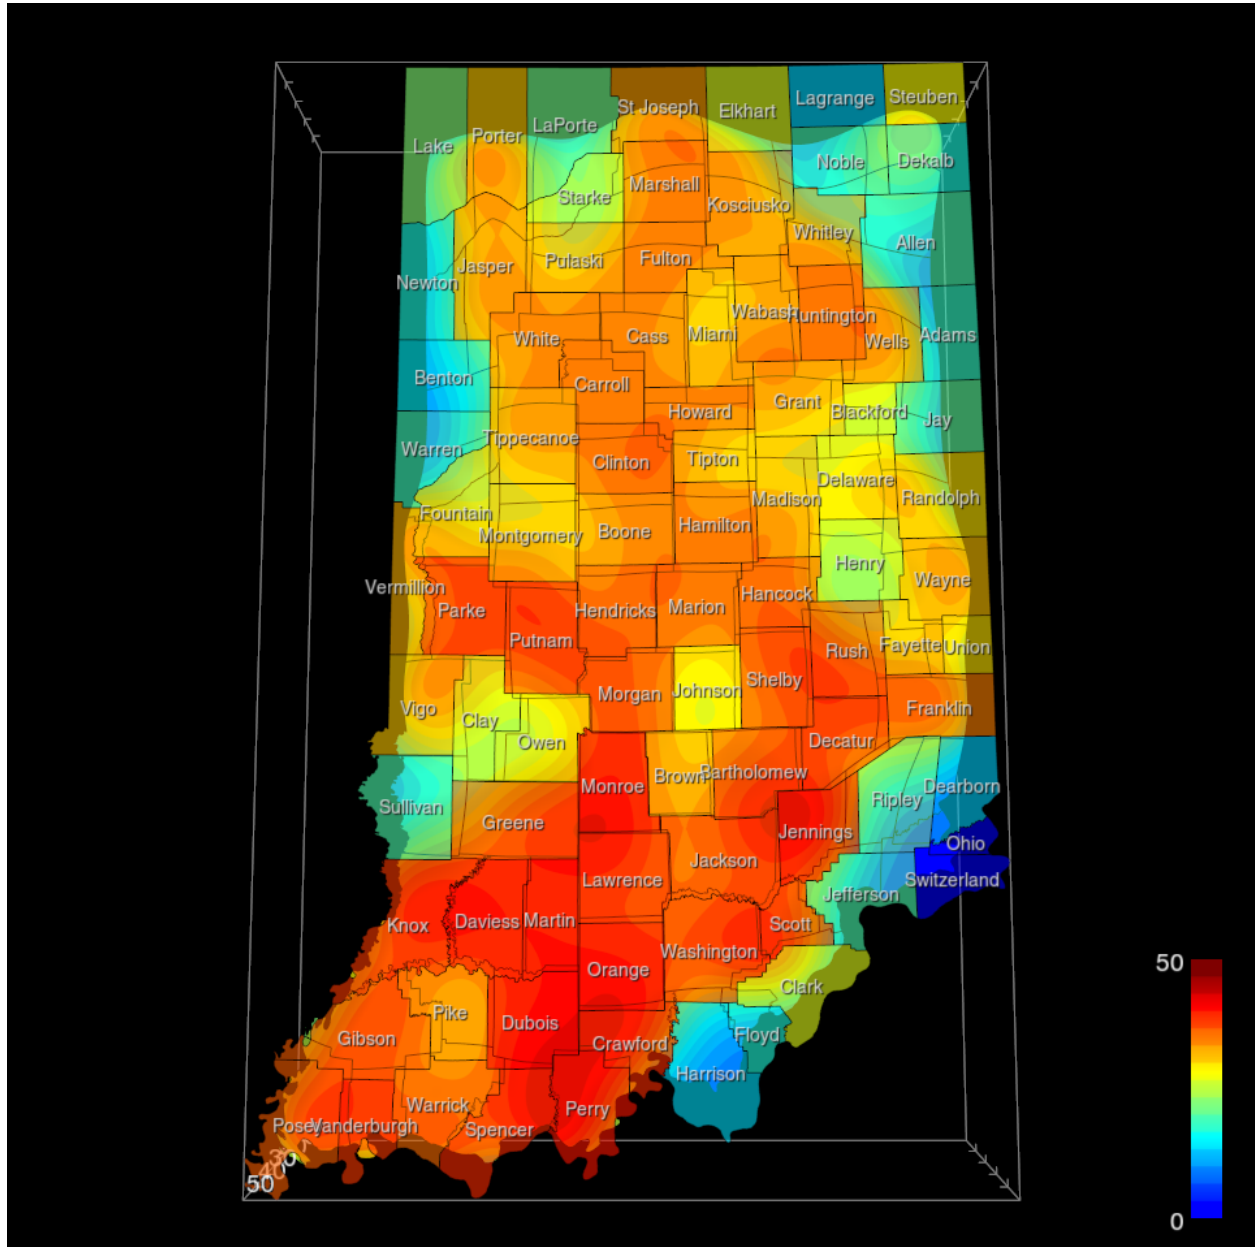 St Joseph
Lagrange
Steuben
Elkhart
LaPorte
Porter
Lake
Noble
Dekalb
Marshall
Starke
Kosciusko
Whitley
Allen
Fulton
Pulaski
Jasper
Newton
Wabash
Huntington
White
Cass
Miami
Wells
Adams
Benton
Carroll
Grant
Howard
Blackford
Jay
Tippecanoe
Warren
Clinton
Tipton
Delaware
Madison
Randolph
Fountain
Hamilton
Montgomery
Boone
Henry
Wayne
Vermillion
Hancock
Parke
Hendricks
Marion
Putnam
Rush
Fayette
Union
Shelby
Morgan
Johnson
Vigo
Clay
Franklin
Owen
Decatur
Monroe
Brown
Bartholomew
Dearborn
Ripley
Sullivan
Greene
Jennings
Ohio
Jackson
Lawrence
Switzerland
Jefferson
Knox
Daviess
Martin
Scott
Washington
50
Orange
Clark
Pike
Dubois
Gibson
Crawford
Floyd
Harrison
Warrick
Perry
Posey
Vanderburgh
Spencer
50
0